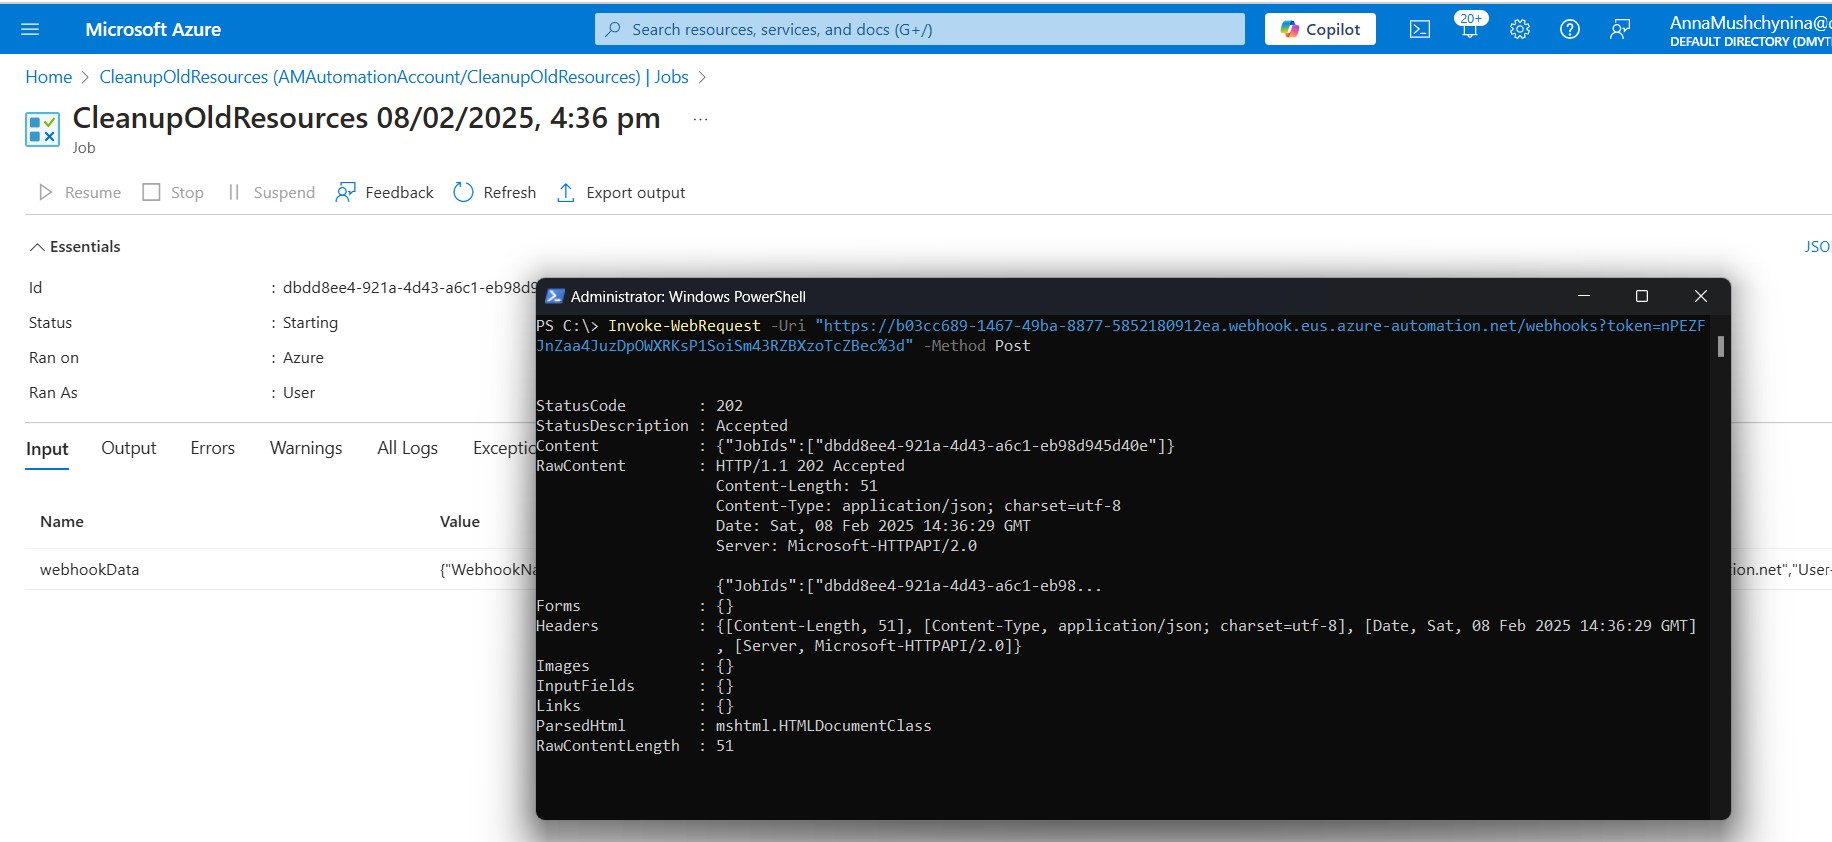 Microsoft Azure
Search resources, services, and docs (G+/)
Copilot
20+
AnnaMushchynina@
DEFAULT DIRECTORY (DMYT
Home > CleanupOldResources (AMAutomationAccount/CleanupOldResources) | Jobs >
CleanupOldResources 08/02/2025, 4:36 pm ...
Job
Resume Stop Suspend Feedback Refresh Export output
Essentials
JSO
Id : dbdd8ee4-921a-4d43-a6c1-eb98d9
Status : Starting
Ran on : Azure
Ran As : User
Input Output Errors Warnings All Logs Exceptio
Name Value
webhookData {"WebhookNa
ion.net","User-
Administrator: Windows PowerShell
PS C:\> Invoke-WebRequest -Uri "https://b03cc689-1467-49ba-8877-5852180912ea.webhook.eus.azure-automation.net/webhooks?token=nPEZF
JnZaa4JuzDpOWXRKsP1SoiSm43RZBXzoTcZBec%3d" -Method Post
StatusCode : 202
StatusDescription : Accepted
Content : {"JobIds":["dbdd8ee4-921a-4d43-a6c1-eb98d945d40e"]}
RawContent : HTTP/1.1 202 Accepted
Content-Length: 51
Content-Type: application/json; charset=utf-8
Date: Sat, 08 Feb 2025 14:36:29 GMT
Server: Microsoft-HTTPAPI/2.0
{"JobIds":["dbdd8ee4-921a-4d43-a6c1-eb98...
Forms : {}
Headers : {[Content-Length, 51], [Content-Type, application/json; charset=utf-8], [Date, Sat, 08 Feb 2025 14:36:29 GMT]
, [Server, Microsoft-HTTPAPI/2.0]}
Images : {}
InputFields : {}
Links : {}
ParsedHtml : mshtml.HTMLDocumentClass
RawContentLength : 51